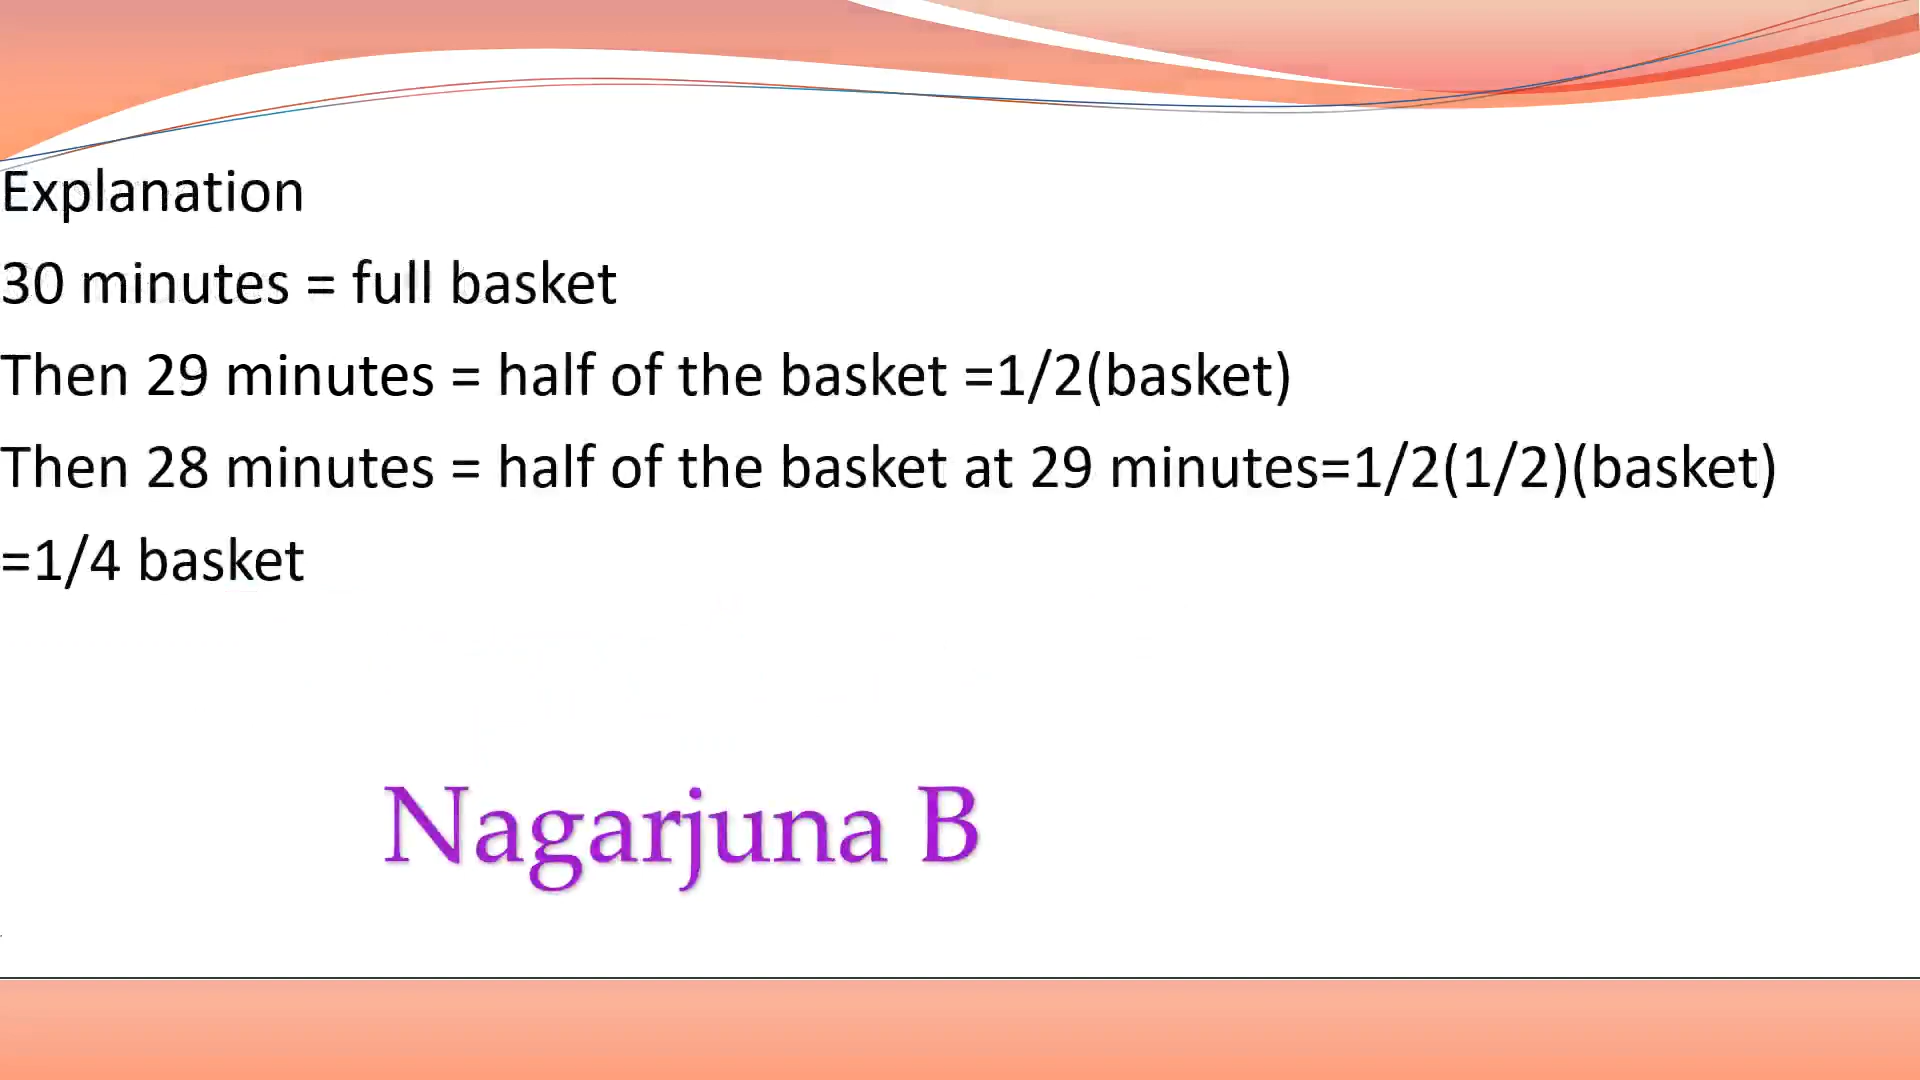 Explanation
30 minutes = full basket
Then 29 minutes = half of the basket =1/2(basket)
Then 28 minutes = half of the basket at 29 minutes=1/2(1/2)(basket)
=1/4 basket
Nagarjuna B